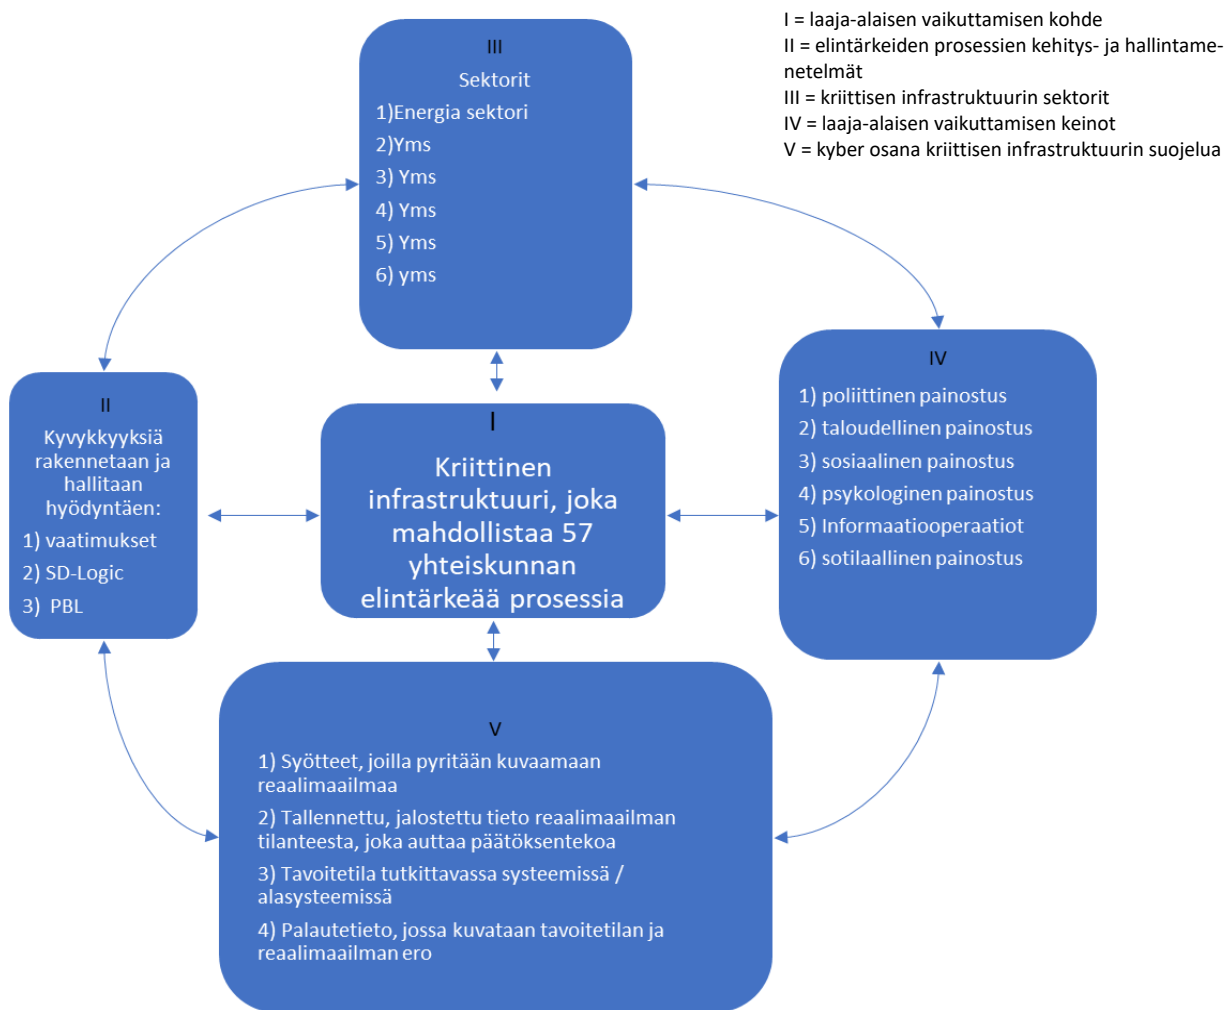 I = laaja-alaisen vaikuttamisen kohde
II = elintärkeiden prosessien kehitys- ja hallintame-
netelmät
III = kriittisen infrastruktuurin sektorit
IV = laaja-alaisen vaikuttamisen keinot
V = kyber osana kriittisen infrastruktuurin suojelua
III
Sektorit
1)Energia sektori
2)Yms
3) Yms
4) Yms
5) Yms
6) yms
II
Kyvykkyyksiä
rakennetaan ja
hallitaan
hyödyntäen:
1) vaatimukset
2) SD-Logic
3) PBL
I
Kriittinen
infrastruktuuri, joka
mahdollistaa 57
yhteiskunnan
elintärkeää prosessia
IV
1) poliittinen painostus
2) taloudellinen painostus
3) sosiaalinen painostus
4) psykologinen painostus
5) Informaatiooperaatiot
6) sotilaallinen painostus
V
1) Syötteet, joilla pyritään kuvaamaan
reaalimaailmaa
2) Tallennettu, jalostettu tieto reaalimaailman
tilanteesta, joka auttaa päätöksentekoa
3) Tavoitetila tutkittavassa systeemissä /
alasysteemissä
4) Palautetieto, jossa kuvataan tavoitetilan ja
reaalimaailman ero